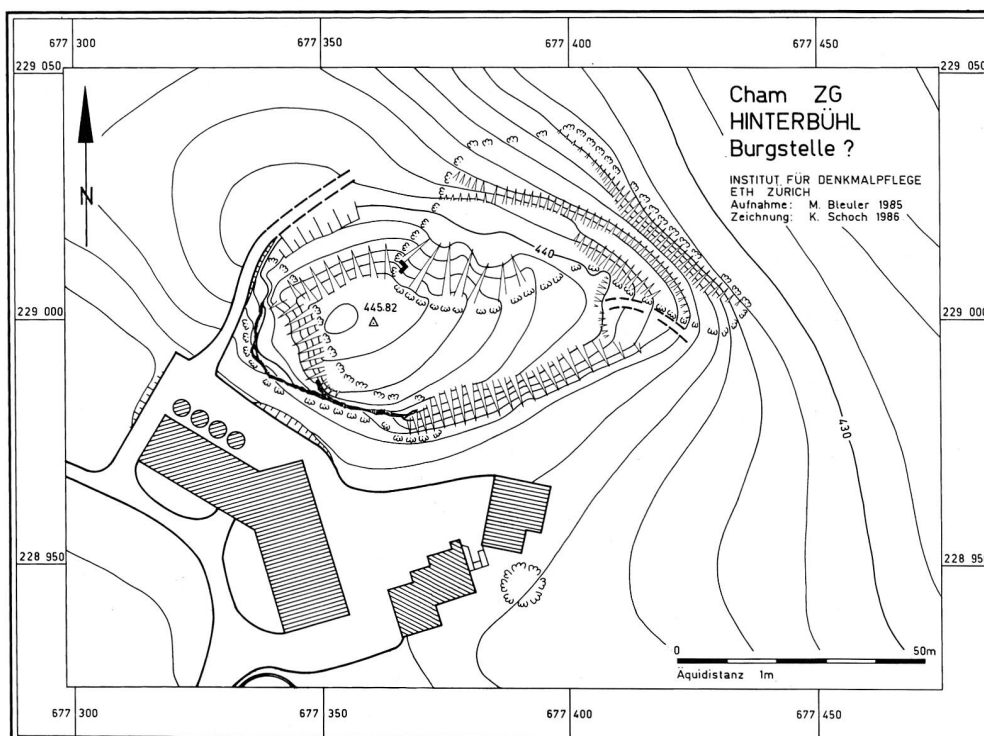 677 300
677 350
677 400
677 450
229 050
229 050
Cham ZG
HINTERBÜHL
Burgstelle ?
INSTITUT FÜR DENKMALPFLEGE
ETH ZÜRICH
Aufnahme: M. Bleuler 1985
Zeichnung: K. Schoch 1986
N
440
445.82
229 000
229 000
430
228 950
228 950
0
50m
Äquidistanz 1m
677 300
677 350
677 400
677 450